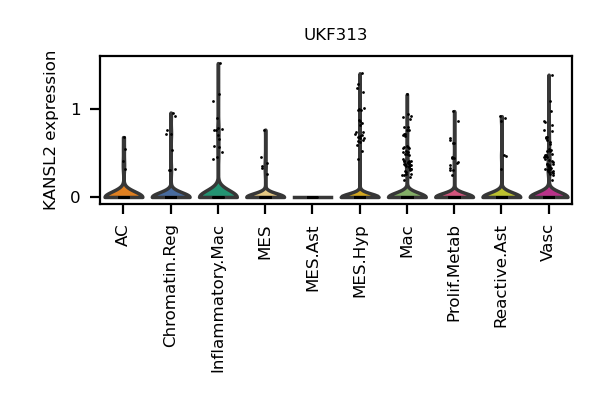 UKF313
KANSL2 expression
1
0
AC
Chromatin.Reg
Inflammatory.Mac
MES
MES.Ast
MES.Hyp
Mac
Prolif.Metab
Reactive.Ast
Vasc